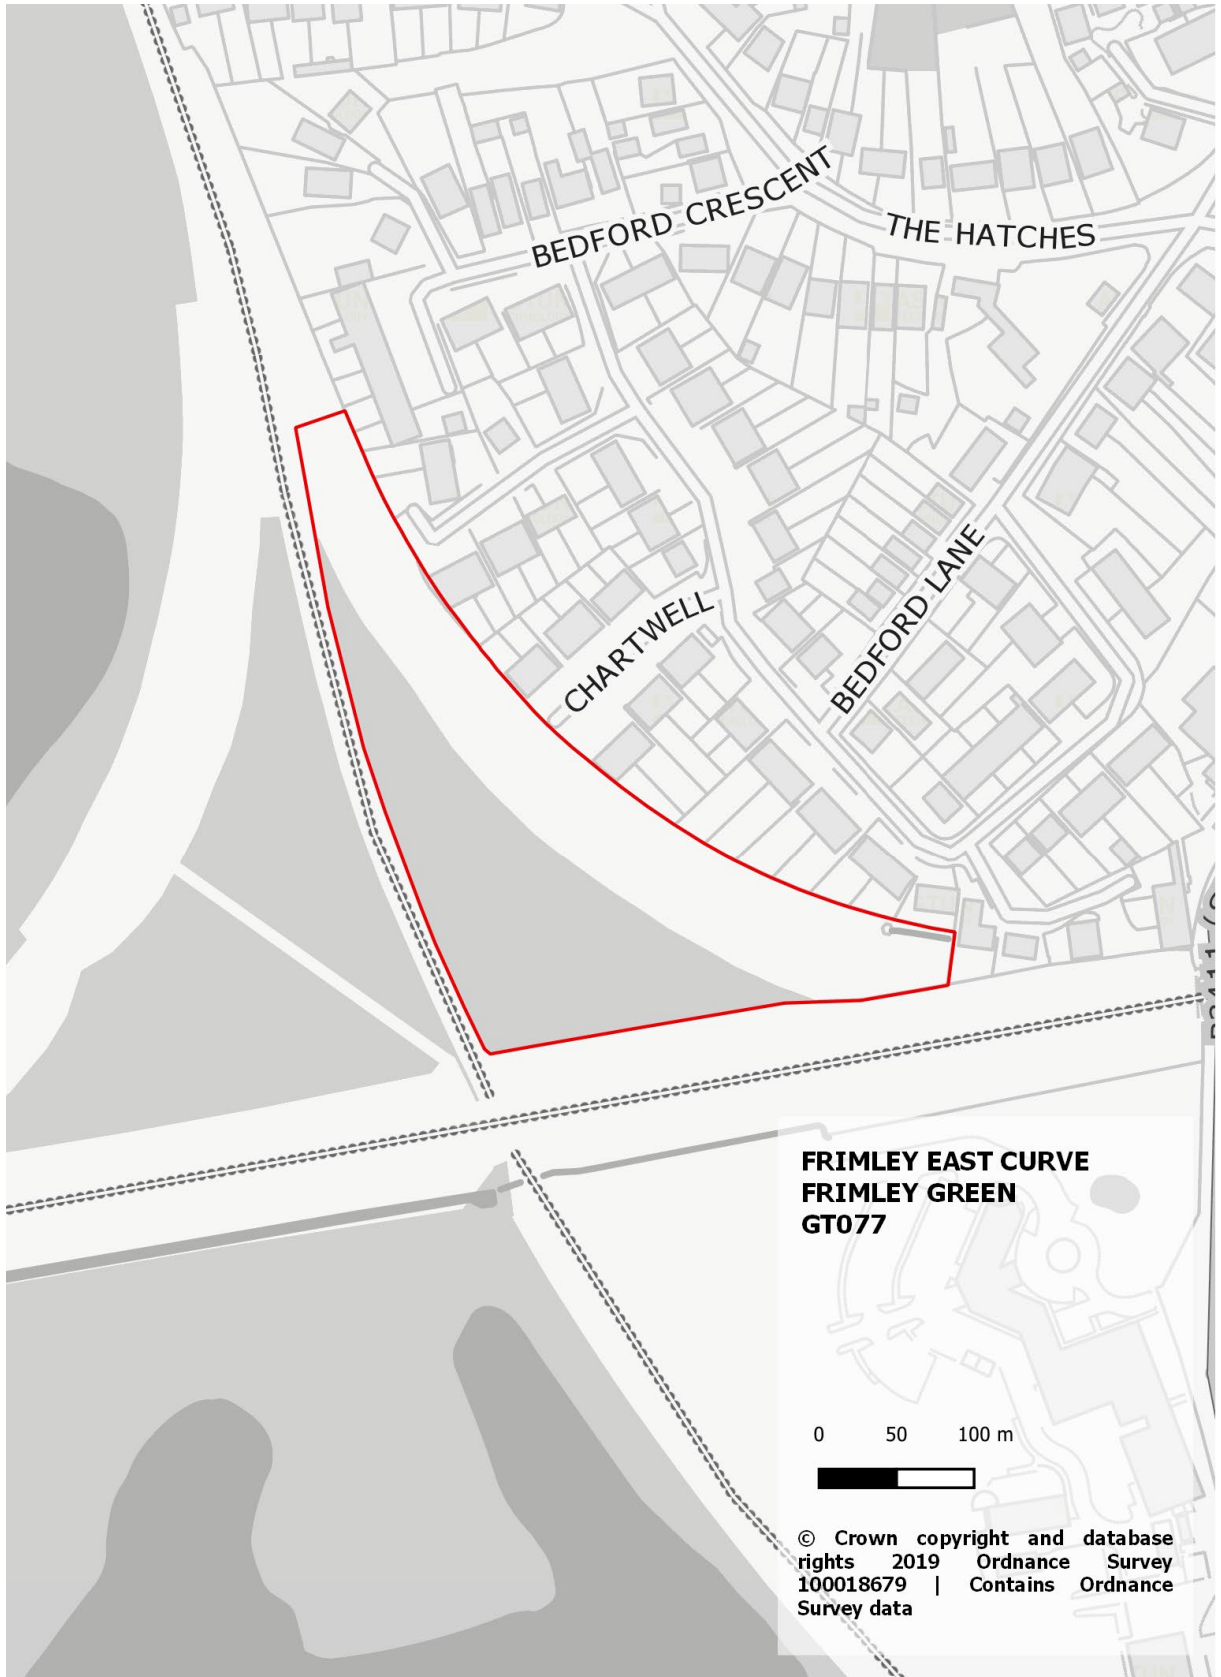 BEDFORD CRESCENT
THE HATCHES
CHARTWELL
BEDFORD LANE
FRIMLEY EAST CURVE
FRIMLEY GREEN
GT077
0 50 100 m
© Crown copyright and database
rights 2019 Ordnance Survey
100018679 | Contains Ordnance
Survey data